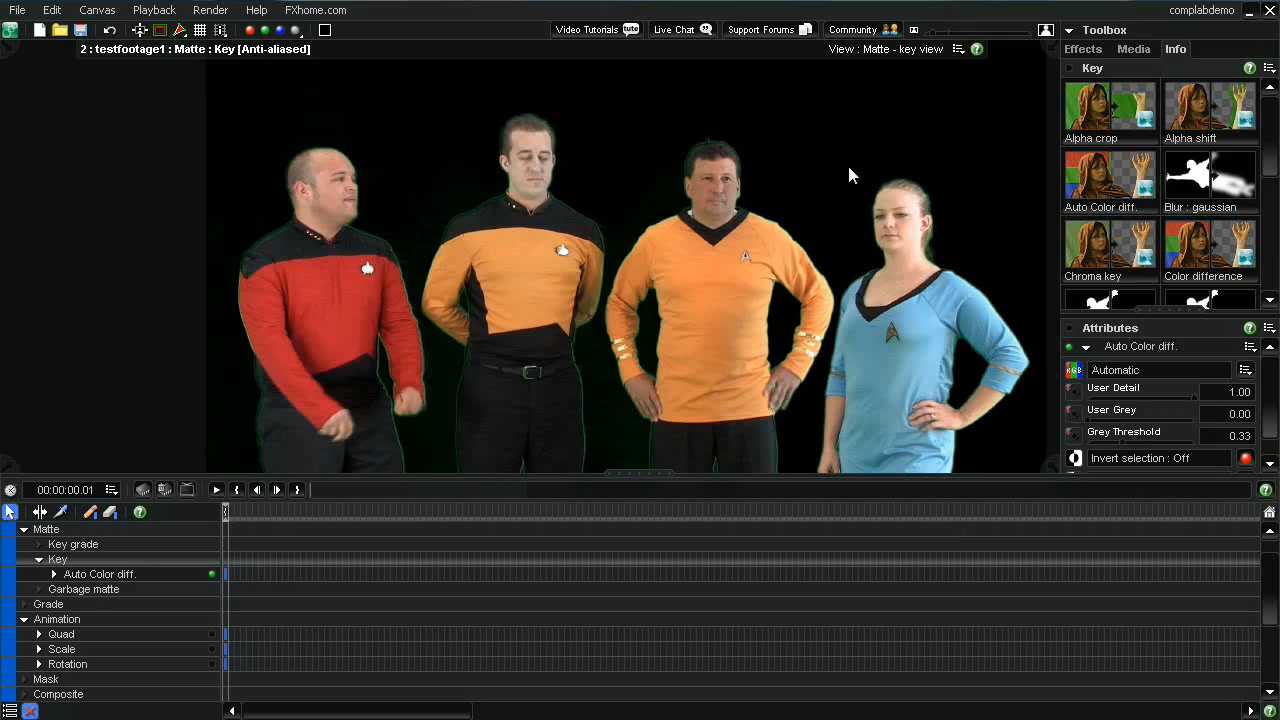 File Edit Canvas Playback Render Help FXhome.com complabdemo
Video Tutorials tute Live Chat Support Forums Community
Toolbox
2 : testfootage1 : Matte : Key [Anti-aliased] View : Matte - key view
Effects Media Info
Key
Alpha crop Alpha shift
Auto Color diff. Blur : gaussian
Chroma key Color difference
Attributes
Auto Color diff.
RGB Automatic
User Detail 1.00
User Grey 0.00
Grey Threshold 0.33
Invert selection : Off
00:00:00.01
Matte
Key grade
Key
Auto Color diff.
Garbage matte
Grade
Animation
Quad
Scale
Rotation
Mask
Composite